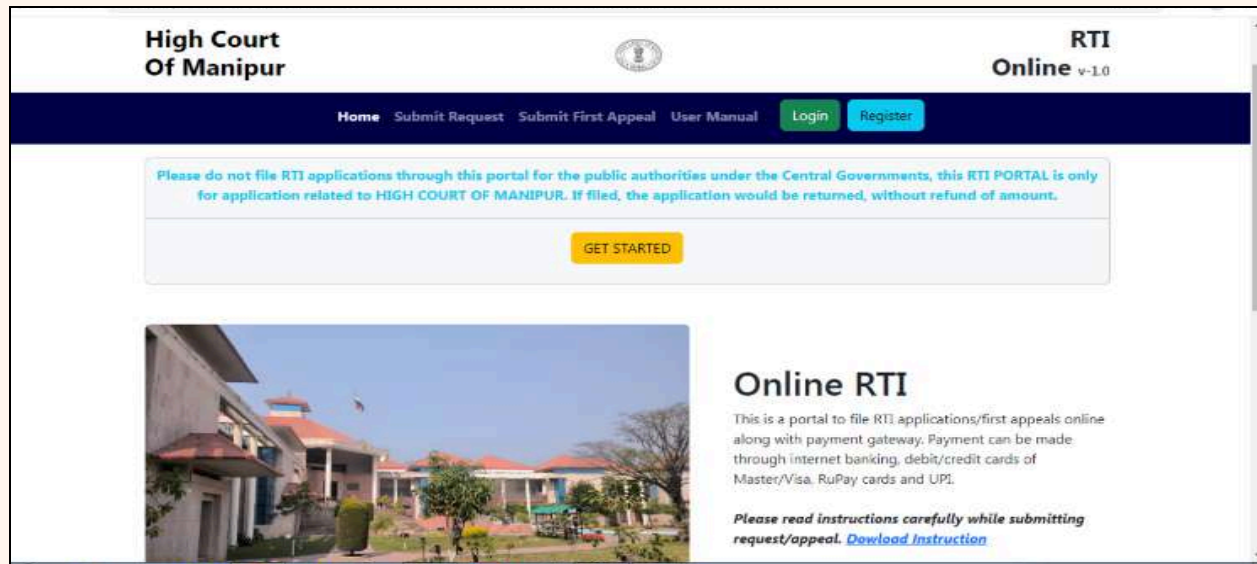 High Court
Of Manipur
RTI
Online v-1.0
Home Submit Request Submit First Appeal User Manual Login Register
Please do not file RTI applications through this portal for the public authorities under the Central Governments, this RTI PORTAL is only
for application related to HIGH COURT OF MANIPUR. If filed, the application would be returned, without refund of amount.
GET STARTED
Online RTI
This is a portal to file RTI applications/first appeals online
along with payment gateway. Payment can be made
through internet banking, debit/credit cards of
Master/Visa, RuPay cards and UPI.
Please read instructions carefully while submitting
request/appeal. Dowload Instruction